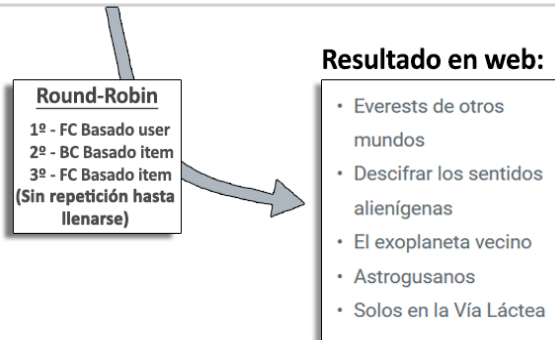 Round-Robin
1º - FC Basado user
2º - BC Basado item
3º - FC Basado item
(Sin repetición hasta
llenarse)
Resultado en web:
• Everests de otros
mundos
• Descifrar los sentidos
alienígenas
• El exoplaneta vecino
• Astrogusanos
• Solos en la Vía Láctea